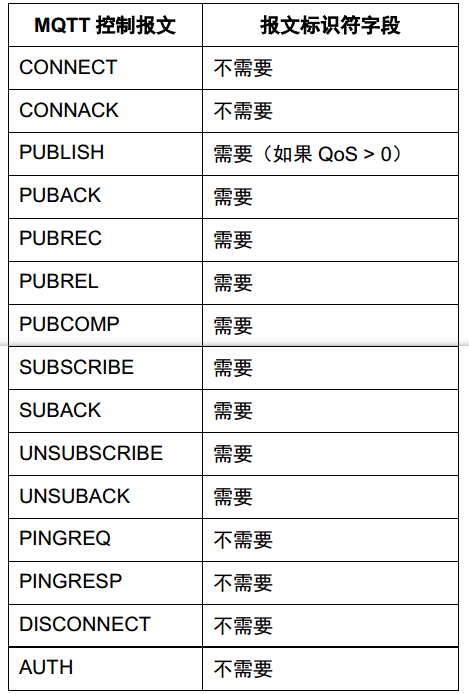 MQTT 控制报文 报文标识符字段
CONNECT 不需要
CONNACK 不需要
PUBLISH 需要（如果 QoS > 0）
PUBACK 需要
PUBREC 需要
PUBREL 需要
PUBCOMP 需要
SUBSCRIBE 需要
SUBACK 需要
UNSUBSCRIBE 需要
UNSUBACK 需要
PINGREQ 不需要
PINGRESP 不需要
DISCONNECT 不需要
AUTH 不需要